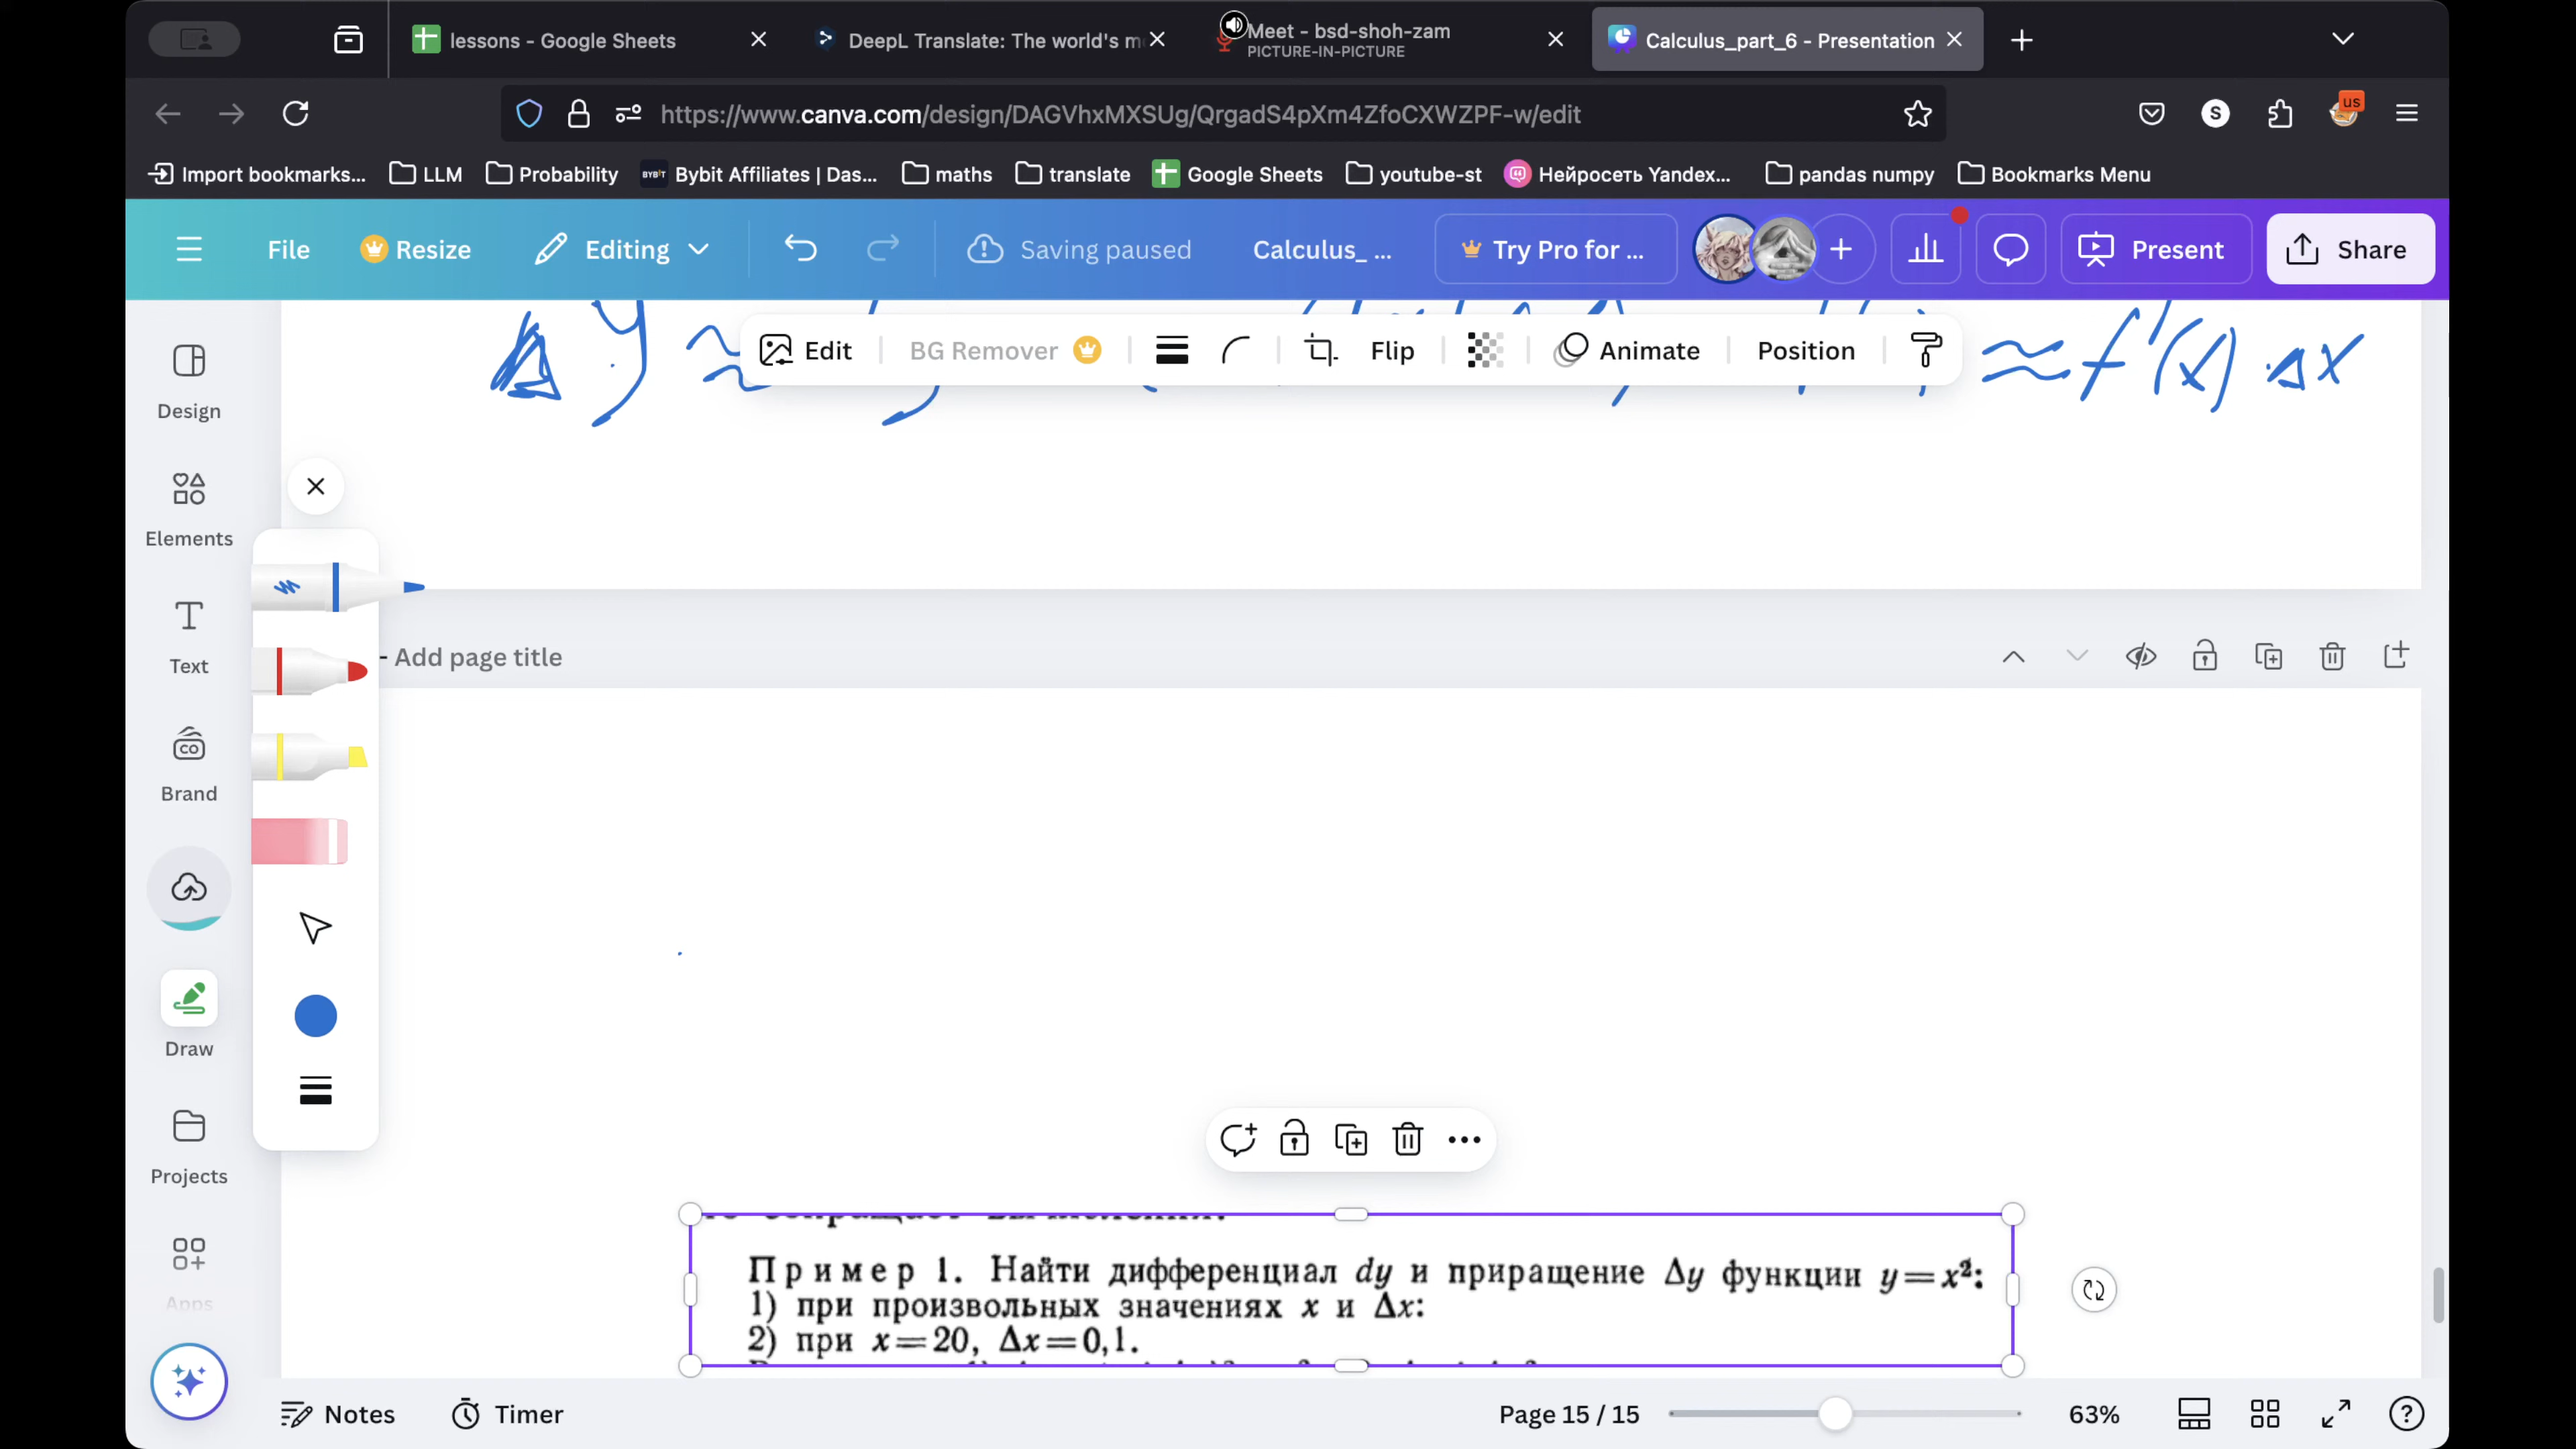 lessons - Google Sheets
DeepL Translate: The world's m
Meet - bsd-shoh-zam
PICTURE-IN-PICTURE
Calculus_part_6 - Presentation
https://www.canva.com/design/DAGVhxMXSUg/QrgadS4pXm4ZfoCXWZPF-w/edit
S
us
Import bookmarks...
LLM
Probability
BYBIT
Bybit Affiliates | Das...
maths
translate
Google Sheets
youtube-st
Нейросеть Yandex...
pandas numpy
Bookmarks Menu
File
Resize
Editing
Saving paused
Calculus_ ...
Try Pro for ...
Present
Share
Δy ≈
≈ f'(x) Δx
Edit
BG Remover
Flip
Animate
Position
Design
Elements
Text
Brand
Draw
Projects
Apps
- Add page title
Пример 1. Найти дифференциал dy и приращение Δy функции y=x²:
1) при произвольных значениях x и Δx:
2) при x=20, Δx=0,1.
Notes
Timer
Page 15 / 15
63%